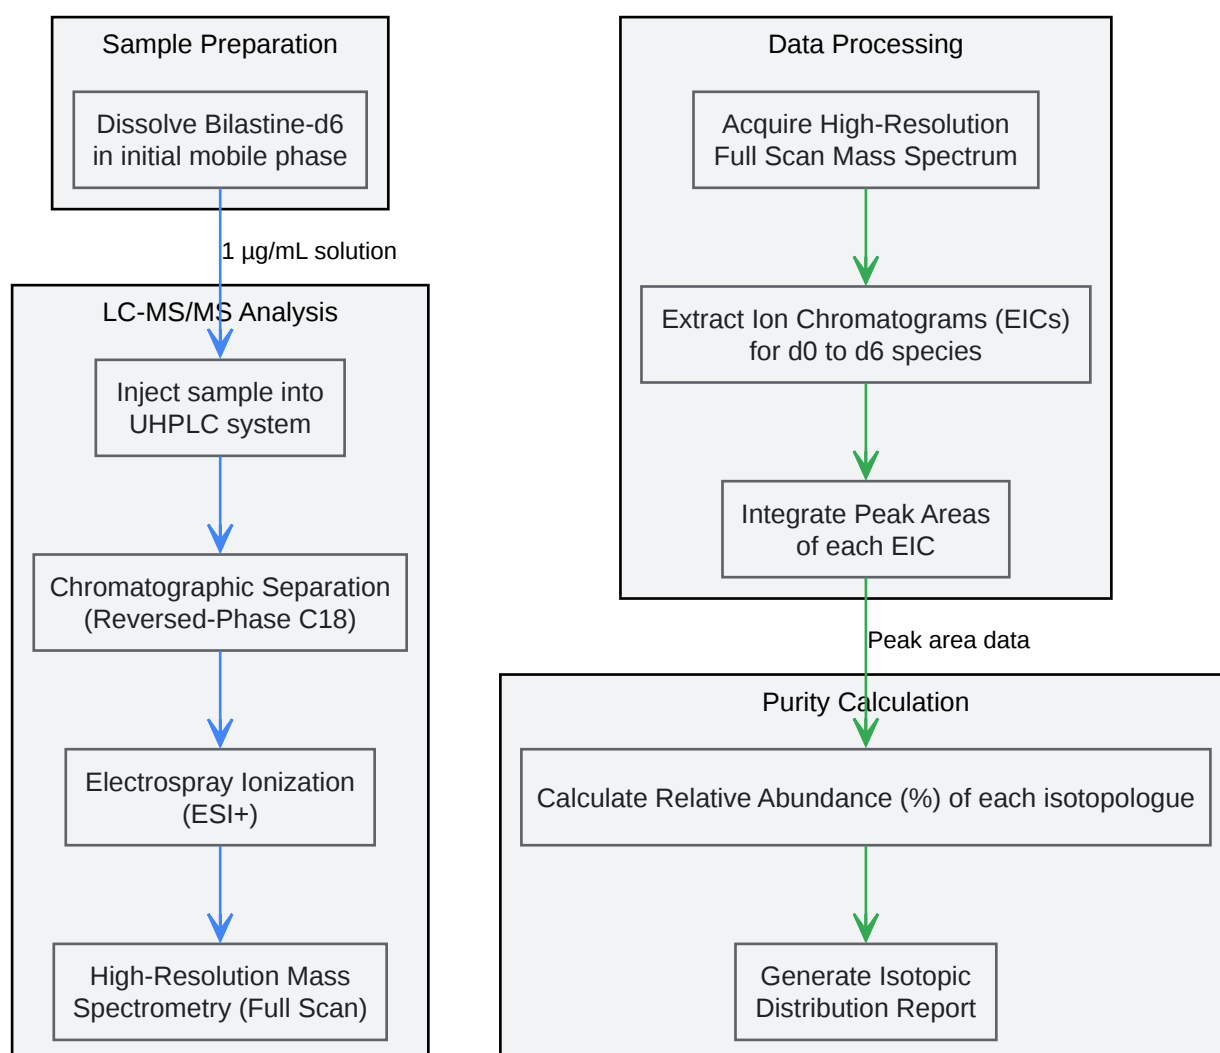 Sample Preparation
Dissolve Bilastine-d6
in initial mobile phase
1 µg/mL solution
LC-MS/MS Analysis
Inject sample into
UHPLC system
Chromatographic Separation
(Reversed-Phase C18)
Electrospray Ionization
(ESI+)
High-Resolution Mass
Spectrometry (Full Scan)
Data Processing
Acquire High-Resolution
Full Scan Mass Spectrum
Extract Ion Chromatograms (EICs)
for d0 to d6 species
Integrate Peak Areas
of each EIC
Peak area data
Purity Calculation
Calculate Relative Abundance (%) of each isotopologue
Generate Isotopic
Distribution Report